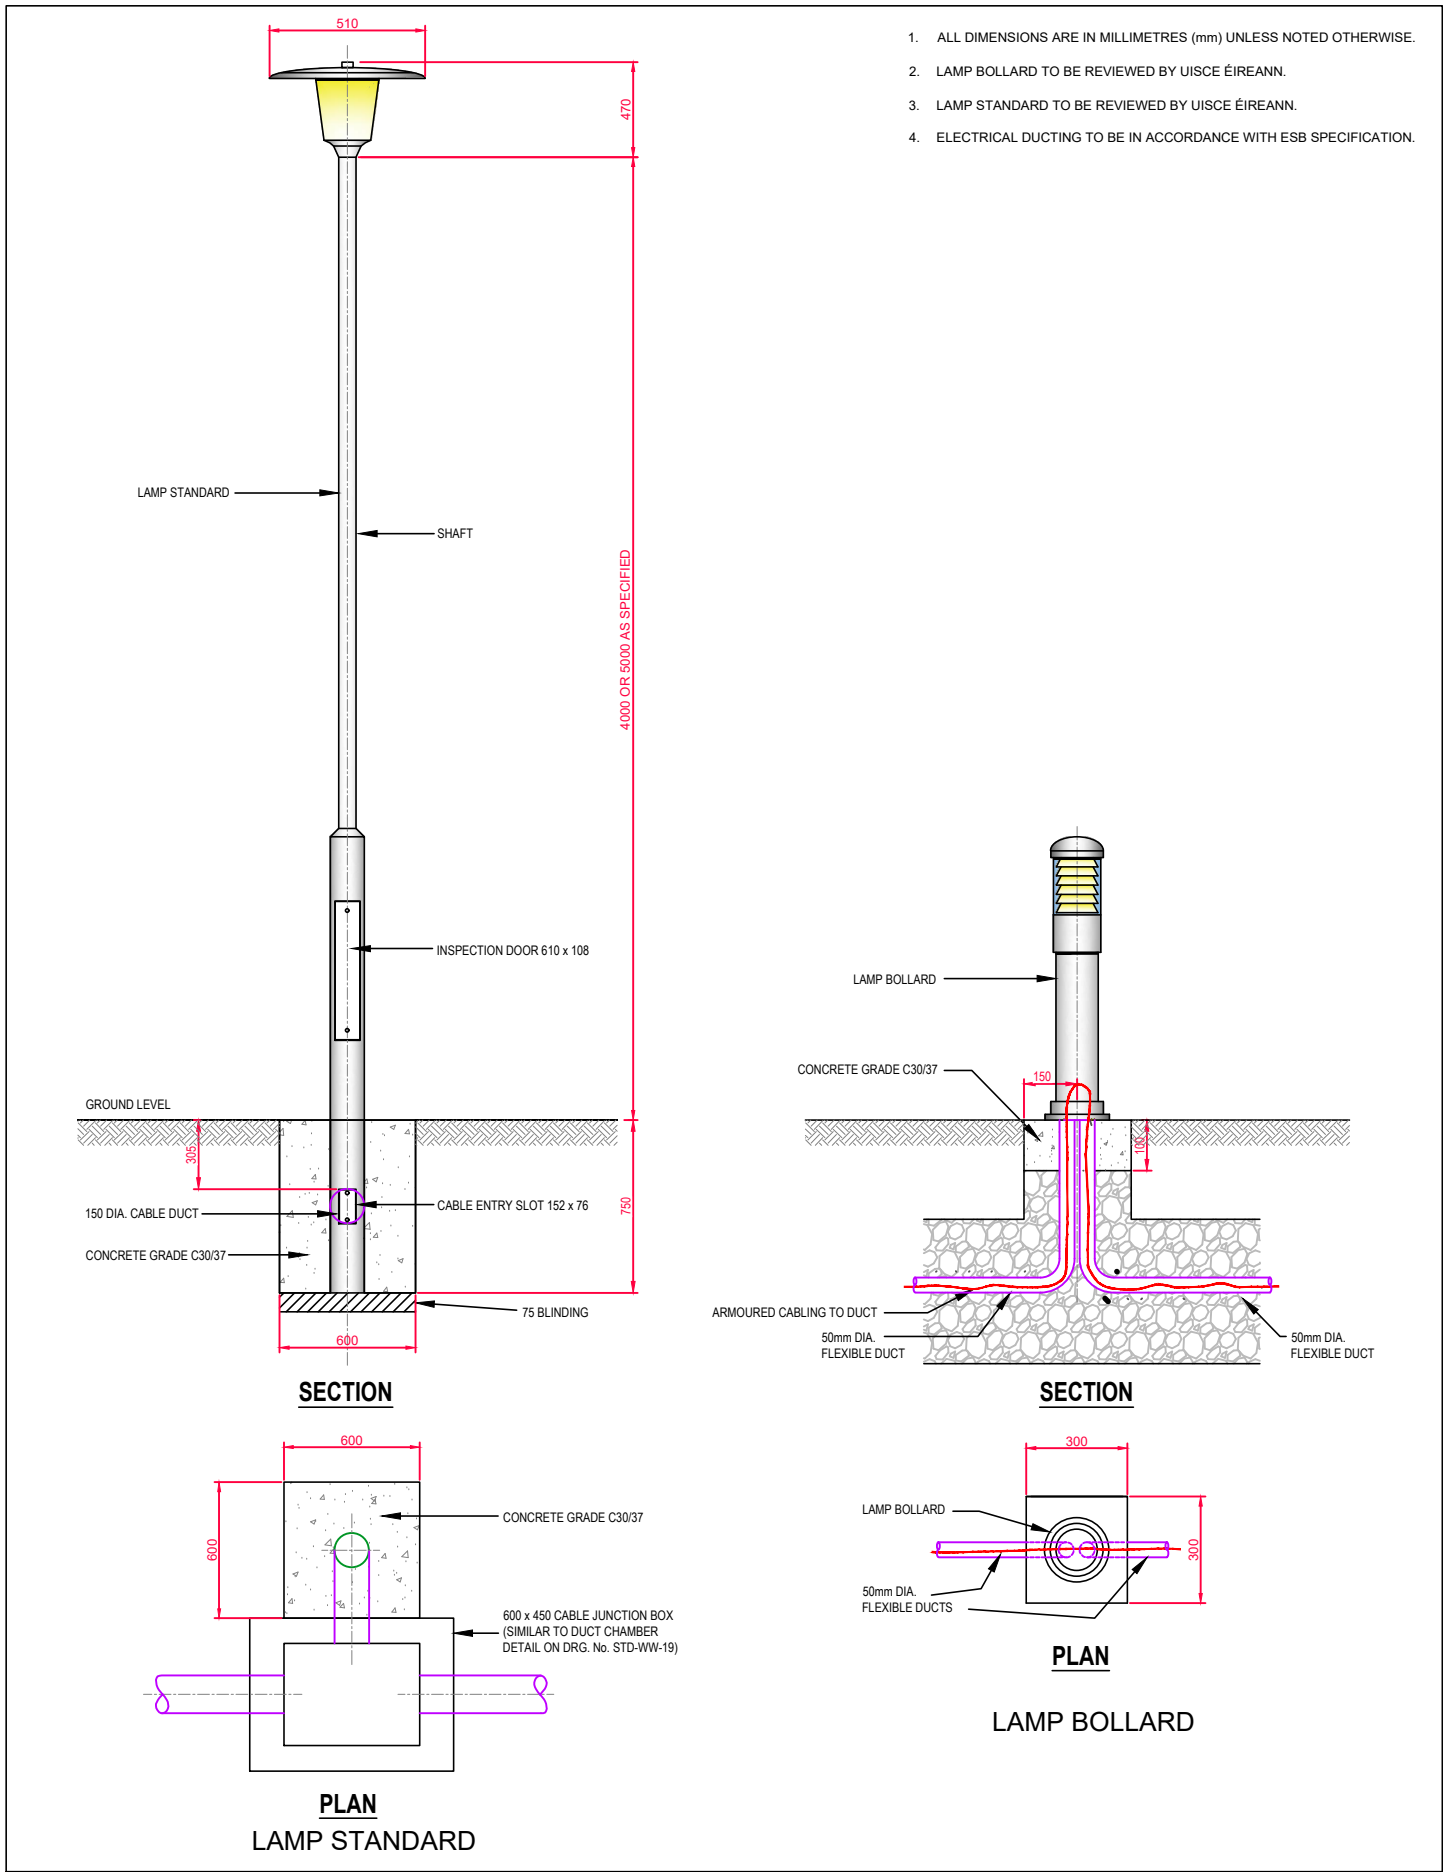 510
1. ALL DIMENSIONS ARE IN MILLIMETRES (mm) UNLESS NOTED OTHERWISE.
2. LAMP BOLLARD TO BE REVIEWED BY UISCE ÉIREANN.
3. LAMP STANDARD TO BE REVIEWED BY UISCE ÉIREANN.
4. ELECTRICAL DUCTING TO BE IN ACCORDANCE WITH ESB SPECIFICATION.
470
LAMP STANDARD
SHAFT
4000 OR 5000 AS SPECIFIED
INSPECTION DOOR 610 x 108
GROUND LEVEL
305
150 DIA. CABLE DUCT
CABLE ENTRY SLOT 152 x 76
750
CONCRETE GRADE C30/37
75 BLINDING
600
SECTION
600
600
CONCRETE GRADE C30/37
600 x 450 CABLE JUNCTION BOX
(SIMILAR TO DUCT CHAMBER
DETAIL ON DRG. No. STD-WW-19)
PLAN
LAMP STANDARD
LAMP BOLLARD
CONCRETE GRADE C30/37
150
100
ARMOURED CABLING TO DUCT
50mm DIA.
FLEXIBLE DUCT
50mm DIA.
FLEXIBLE DUCT
SECTION
300
LAMP BOLLARD
300
50mm DIA.
FLEXIBLE DUCTS
PLAN
LAMP BOLLARD